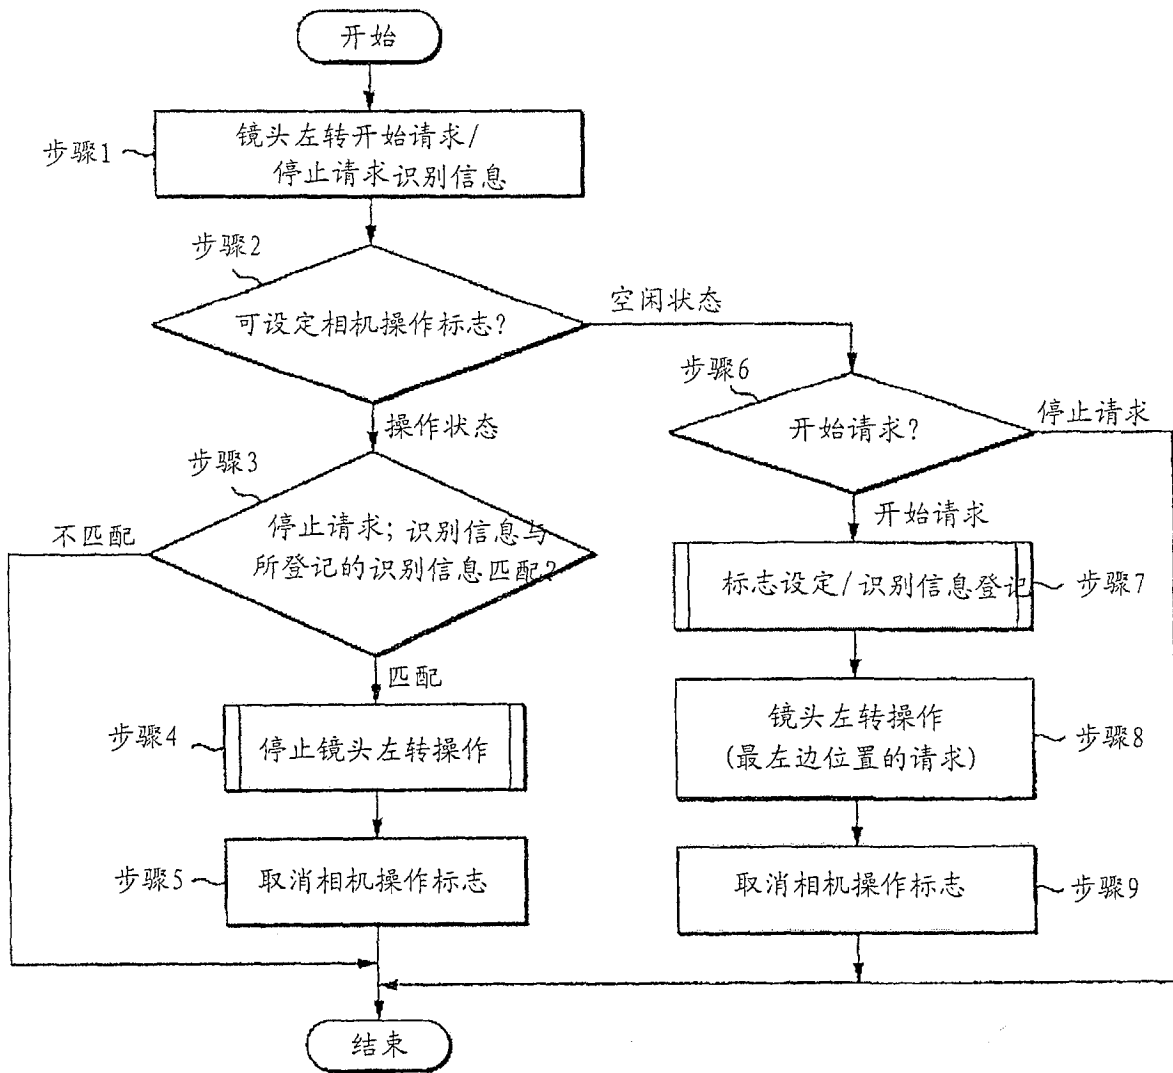 开始
步骤1
镜头左转开始请求/
停止请求识别信息
步骤2
可设定相机操作标志?
空闲状态
操作状态
步骤6
开始请求?
停止请求
步骤3
停止请求; 识别信息与
所登记的识别信息匹配?
不匹配
开始请求
标志设定/识别信息登记
步骤7
匹配
步骤4
停止镜头左转操作
镜头左转操作
(最左边位置的请求)
步骤8
步骤5
取消相机操作标志
取消相机操作标志
步骤9
结束